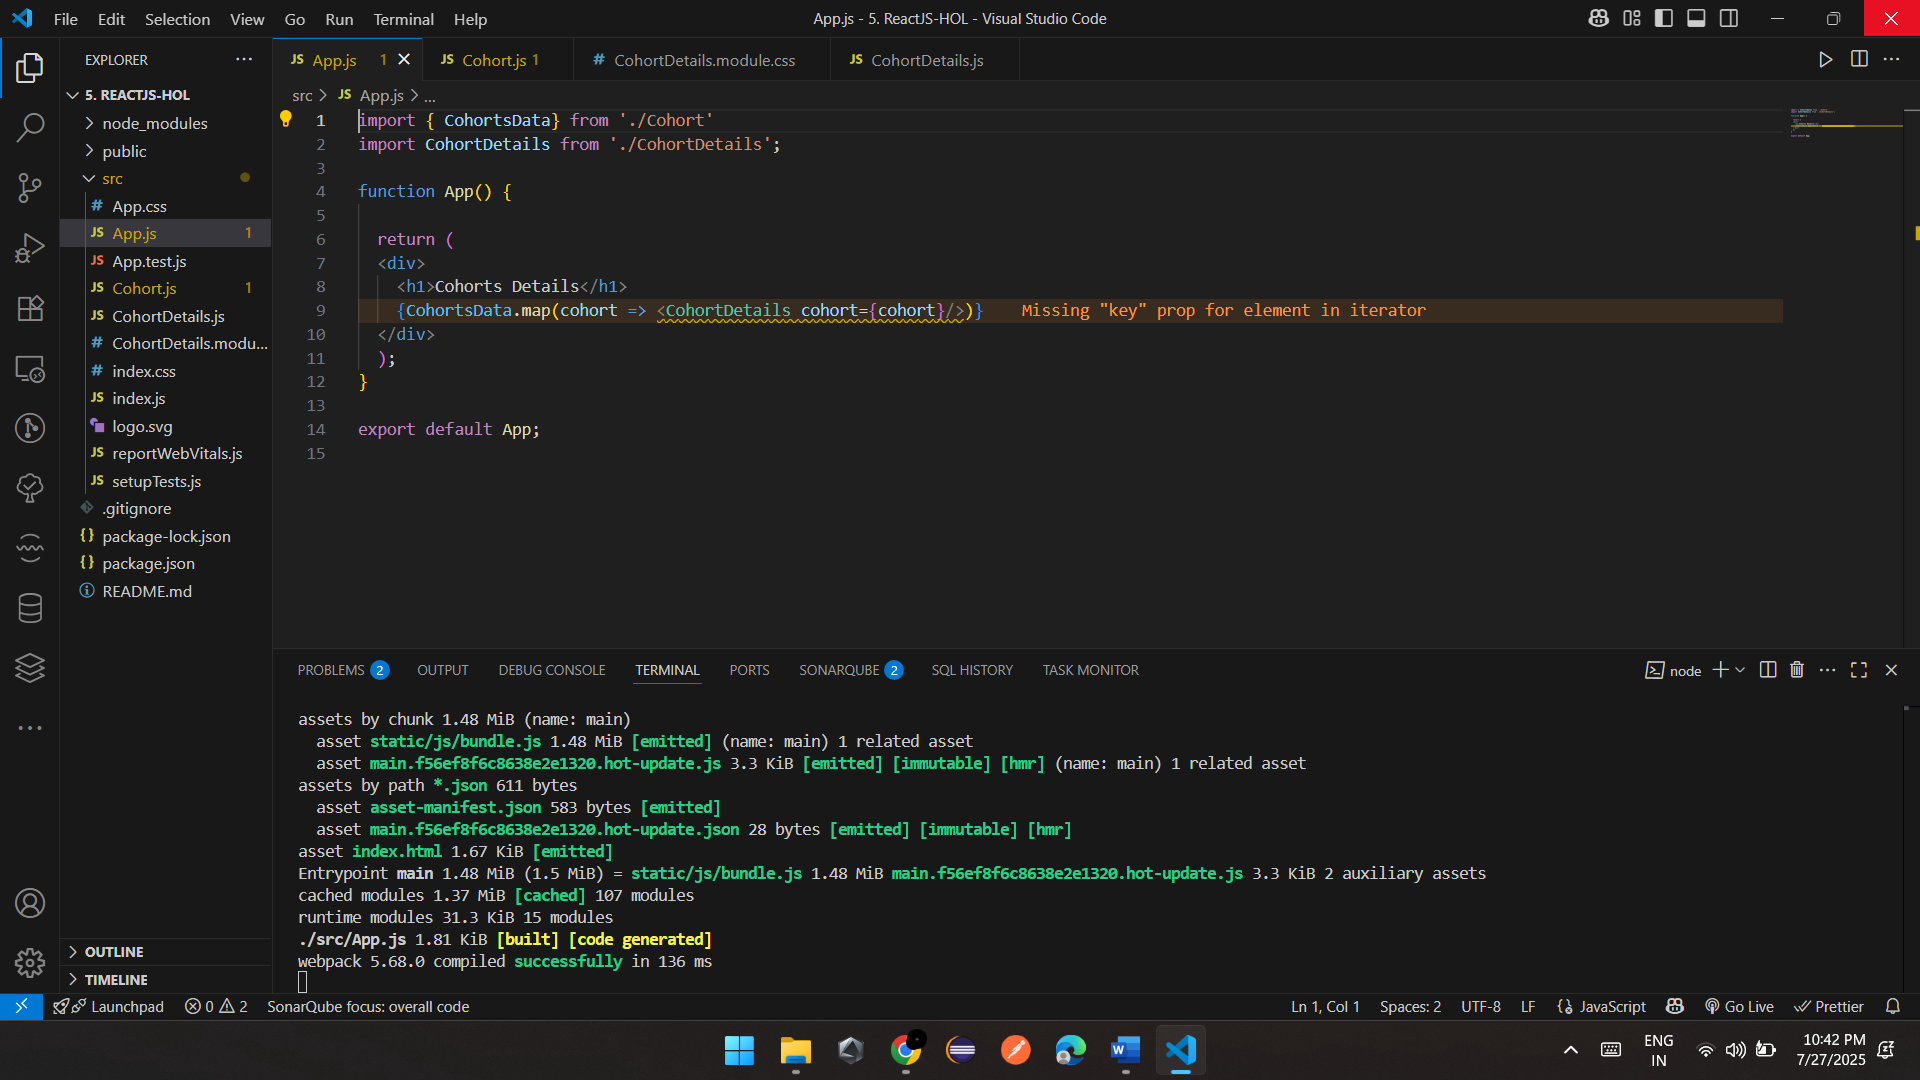 File Edit Selection View Go Run Terminal Help
App.js - 5. ReactJS-HOL - Visual Studio Code
EXPLORER
5. REACTJS-HOL
node_modules
public
src
# App.css
JS App.js 1
JS App.test.js
JS Cohort.js 1
JS CohortDetails.js
# CohortDetails.modu...
# index.css
JS index.js
logo.svg
JS reportWebVitals.js
JS setupTests.js
.gitignore
{} package-lock.json
{} package.json
README.md
OUTLINE
TIMELINE
JS App.js 1
JS Cohort.js 1
# CohortDetails.module.css
JS CohortDetails.js
src > JS App.js > ...
1 import { CohortsData} from './Cohort'
2 import CohortDetails from './CohortDetails';
3
4 function App() {
5
6 return (
7 <div>
8 <h1>Cohorts Details</h1>
9 {CohortsData.map(cohort => <CohortDetails cohort={cohort}/>)} Missing "key" prop for element in iterator
10 </div>
11 );
12 }
13
14 export default App;
15
PROBLEMS 2 OUTPUT DEBUG CONSOLE TERMINAL PORTS SONARQUBE 2 SQL HISTORY TASK MONITOR
node
assets by chunk 1.48 MiB (name: main)
asset static/js/bundle.js 1.48 MiB [emitted] (name: main) 1 related asset
asset main.f56ef8f6c8638e2e1320.hot-update.js 3.3 KiB [emitted] [immutable] [hmr] (name: main) 1 related asset
assets by path *.json 611 bytes
asset asset-manifest.json 583 bytes [emitted]
asset main.f56ef8f6c8638e2e1320.hot-update.json 28 bytes [emitted] [immutable] [hmr]
asset index.html 1.67 KiB [emitted]
Entrypoint main 1.48 MiB (1.5 MiB) = static/js/bundle.js 1.48 MiB main.f56ef8f6c8638e2e1320.hot-update.js 3.3 KiB 2 auxiliary assets
cached modules 1.37 MiB [cached] 107 modules
runtime modules 31.3 KiB 15 modules
./src/App.js 1.81 KiB [built] [code generated]
webpack 5.68.0 compiled successfully in 136 ms
Launchpad 0 2 SonarQube focus: overall code
Ln 1, Col 1 Spaces: 2 UTF-8 LF {} JavaScript Go Live Prettier
ENG
IN
10:42 PM
7/27/2025